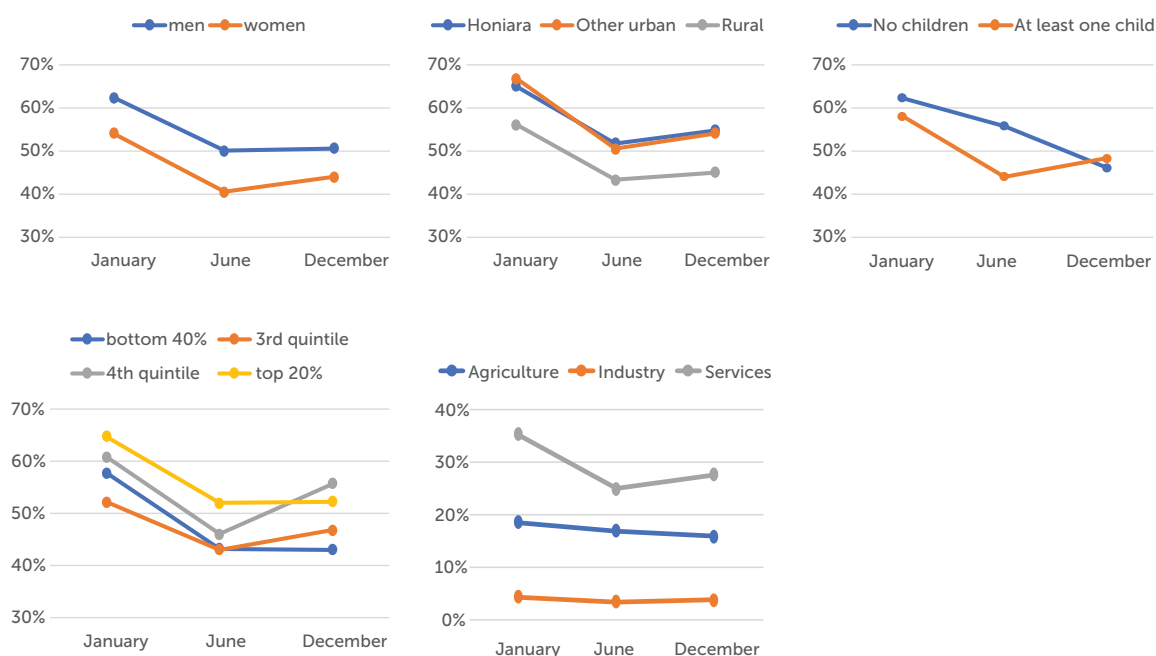 men women
70%
60%
50%
40%
30%
January June December
Honiara Other urban Rural
70%
60%
50%
40%
30%
January June December
No children At least one child
70%
60%
50%
40%
30%
January June December
bottom 40% 3rd quintile
4th quintile top 20%
70%
60%
50%
40%
30%
January June December
Agriculture Industry Services
40%
30%
20%
10%
0%
January June December